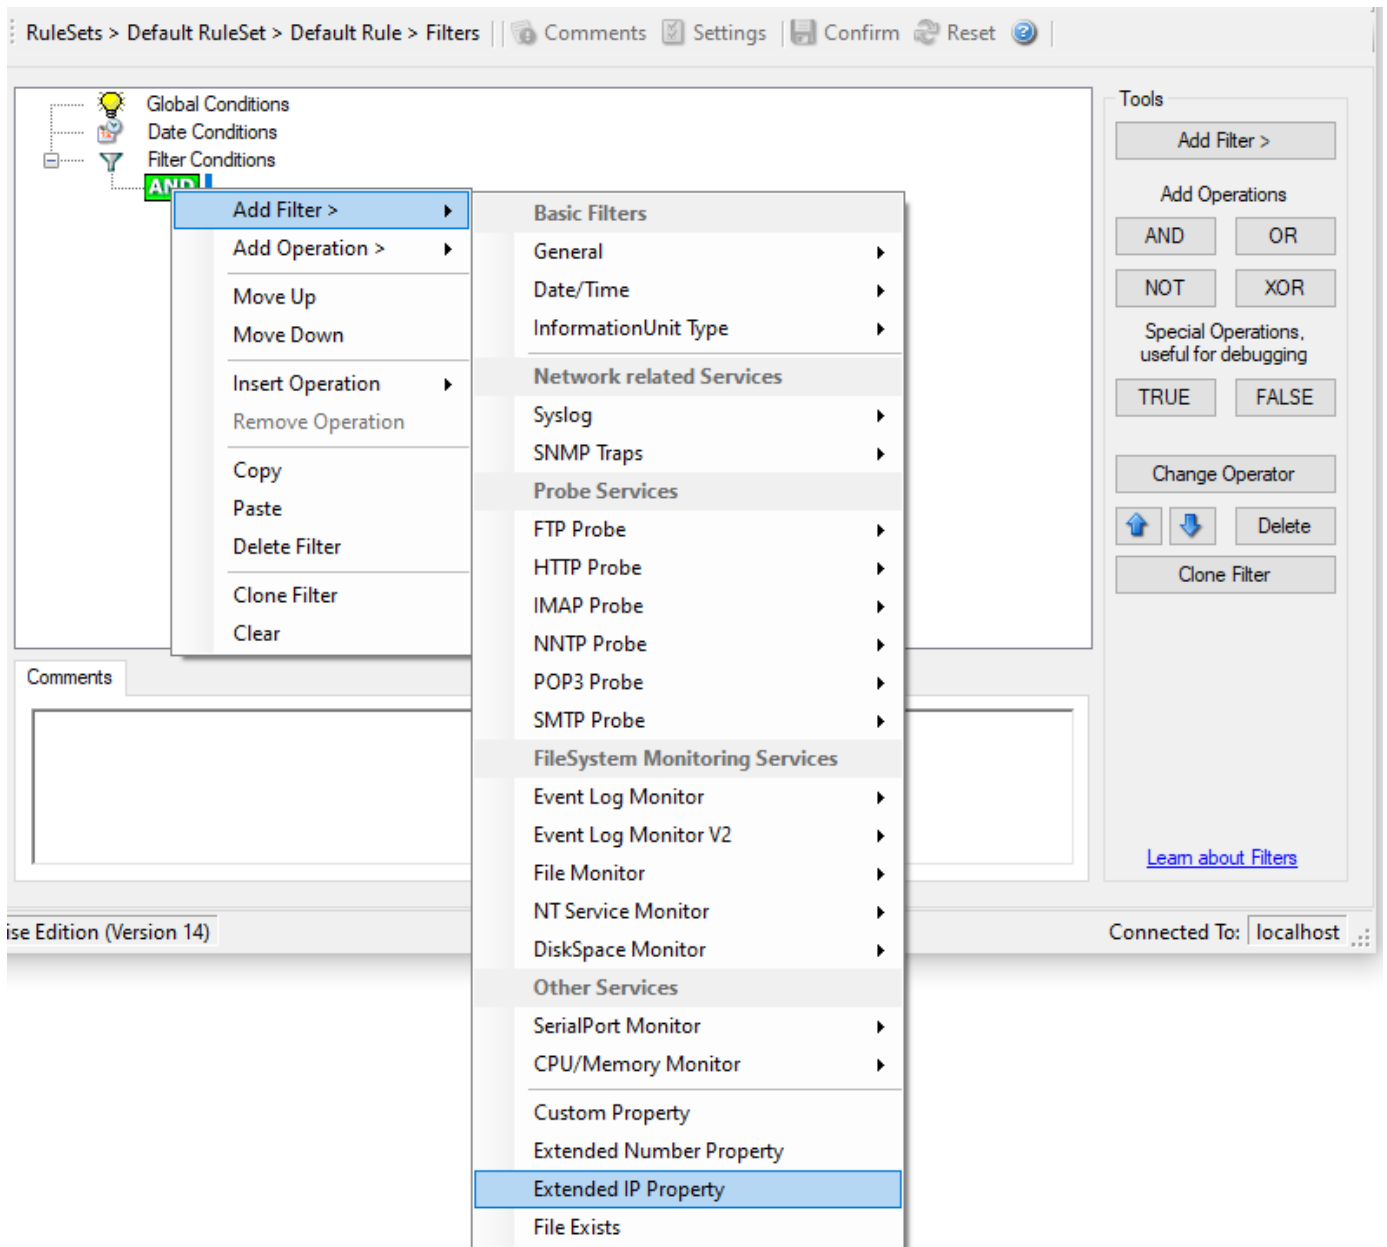 RuleSets > Default RuleSet > Default Rule > Filters Comments Settings Confirm Reset
Global Conditions
Date Conditions
Filter Conditions
AND
Add Filter >
Add Operation >
Move Up
Move Down
Insert Operation
Remove Operation
Copy
Paste
Delete Filter
Clone Filter
Clear
Basic Filters
General
Date/Time
InformationUnit Type
Network related Services
Syslog
SNMP Traps
Probe Services
FTP Probe
HTTP Probe
IMAP Probe
NNTP Probe
POP3 Probe
SMTP Probe
FileSystem Monitoring Services
Event Log Monitor
Event Log Monitor V2
File Monitor
NT Service Monitor
DiskSpace Monitor
Other Services
SerialPort Monitor
CPU/Memory Monitor
Custom Property
Extended Number Property
Extended IP Property
File Exists
Tools
Add Filter >
Add Operations
AND OR
NOT XOR
Special Operations,
useful for debugging
TRUE FALSE
Change Operator
Delete
Clone Filter
Learn about Filters
Comments
ise Edition (Version 14)
Connected To: localhost